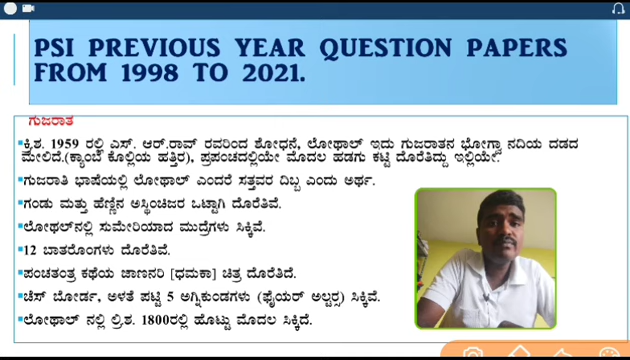 PSI PREVIOUS YEAR QUESTION PAPERS
FROM 1998 TO 2021.
ಗುಜರಾತ
ಕ್ರಿಶ. 1959 ರಲ್ಲಿ ಎಸ್. ಆರ್.ರಾವ್ ರವರಿಂದ ಶೋಧನೆ, ಲೋಥಾಲ್ ಇದು ಗುಜರಾತನ ಭೋಗ್ವಾ ನದಿಯ ದಡದ
ಮೇಲಿದೆ.(ಕ್ಯಾಂಬೆ ಕೊಲ್ಲಿಯ ಹತ್ತಿರ), ಪ್ರಪಂಚದಲ್ಲಿಯೇ ಮೊದಲ ಹಡಗು ಕಟ್ಟೆ ದೊರೆತಿದ್ದು ಇಲ್ಲಿಯೇ.
ಗುಜರಾತಿ ಭಾಷೆಯಲ್ಲಿ ಲೋಥಾಲ್ ಎಂದರೆ ಸತ್ತವರ ದಿಬ್ಬ ಎಂದು ಅರ್ಥ.
ಗಂಡು ಮತ್ತು ಹೆಣ್ಣಿನ ಅಸ್ಥಿಂಚಿಜರ ಒಟ್ಟಾಗಿ ದೊರೆತಿವೆ.
ಲೋಥಲ್‌ನಲ್ಲಿ ಸುಮೇರಿಯಾದ ಮುದ್ರೆಗಳು ಸಿಕ್ಕಿವೆ.
12 ಬಾತರೊಂಗಳು ದೊರೆತಿವೆ.
ಪಂಚತಂತ್ರ ಕಥೆಯ ಜಾಣನರಿ [ಧಮಕಾ] ಚಿತ್ರ ದೊರೆತಿದೆ.
ಚೆಸ್ ಬೋರ್ಡ, ಅಳತೆ ಪಟ್ಟಿ 5 ಅಗ್ನಿಕುಂಡಗಳು (ಫೈಯರ್ ಅಲ್ಟರ‍್ಸ) ಸಿಕ್ಕಿವೆ.
ಲೋಥಾಲ್ ನಲ್ಲಿ ಲ್ರಿ.ಶ. 1800ರಲ್ಲಿ ಹೊಟ್ಟು ಮೊದಲ ಸಿಕ್ಕಿದೆ.